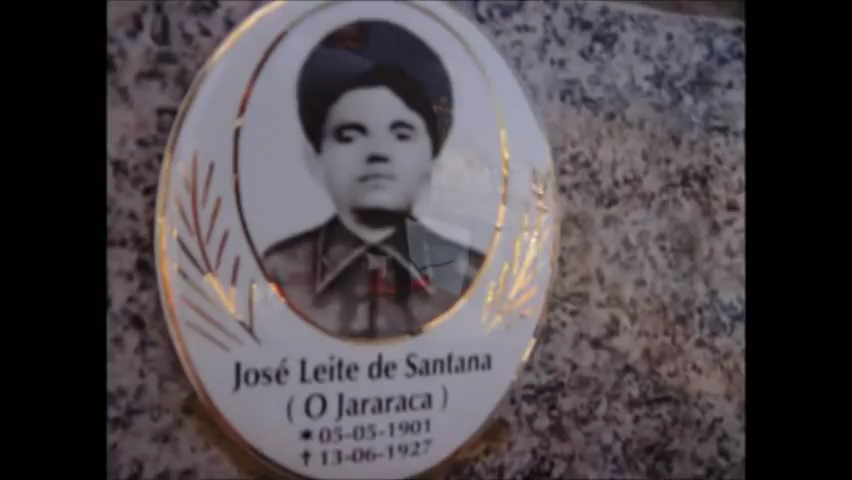 José Leite de Santana
( O Jararaca )
* 05-05-1901
✝ 13-06-1927